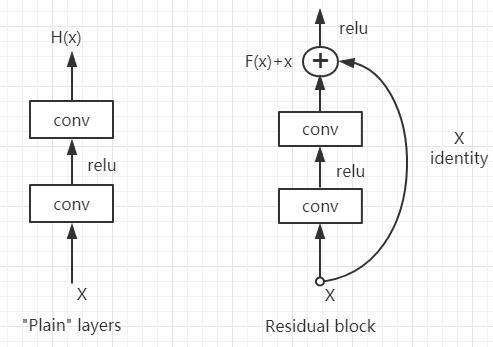 H(x)
conv
relu
conv
X
"Plain" layers
relu
F(x)+x
+
conv
relu
conv
X
identity
X
Residual block